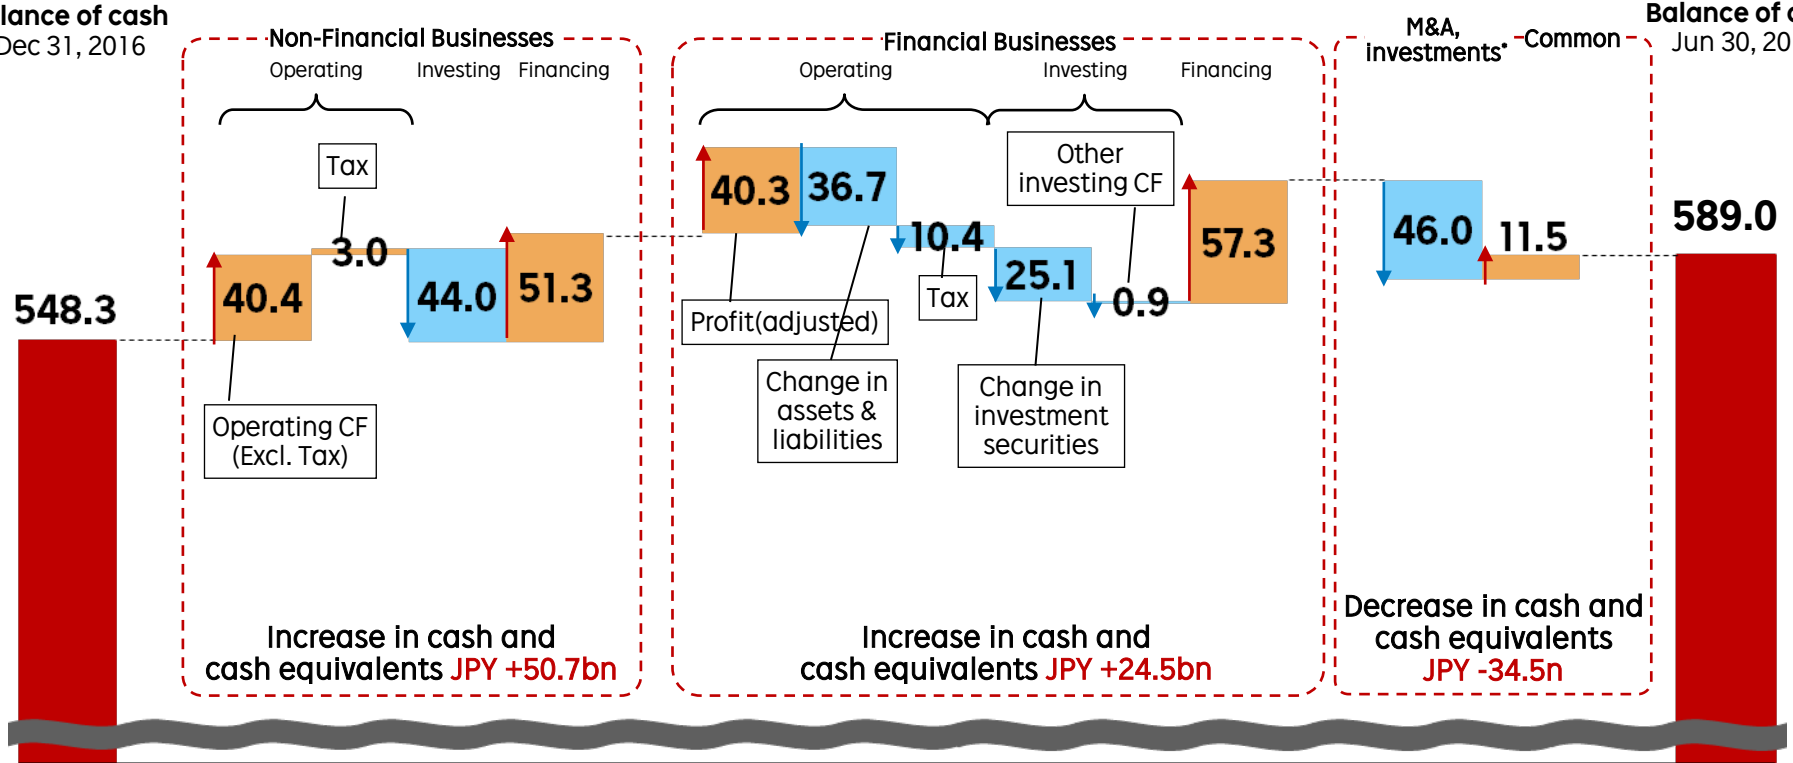 lance of cash
Dec 31, 2016
Non-Financial Businesses
Operating
Investing
Financing
Tax
3.0
40.4
44.0
51.3
548.3
Operating CF
(Excl. Tax)
Increase in cash and
cash equivalents JPY +50.7bn
Financial Businesses
Operating
Investing
Financing
Other
investing CF
40.3
36.7
10.4
25.1
0.9
57.3
Tax
Profit(adjusted)
Change in
assets &
liabilities
Change in
investment
securities
Increase in cash and
cash equivalents JPY +24.5bn
M&A,
investments*
Common
46.0
11.5
Decrease in cash and
cash equivalents
JPY -34.5n
Balance of
Jun 30, 20
589.0